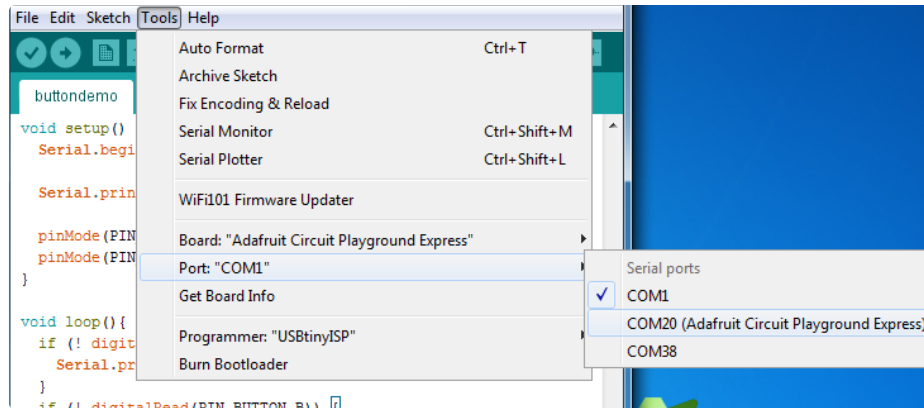 File Edit Sketch Tools Help
Auto Format Ctrl+T
Archive Sketch
Fix Encoding & Reload
Serial Monitor Ctrl+Shift+M
Serial Plotter Ctrl+Shift+L
WiFi101 Firmware Updater
Board: "Adafruit Circuit Playground Express"
Port: "COM1"
Get Board Info
Programmer: "USBtinyISP"
Burn Bootloader
Serial ports
COM1
COM20 (Adafruit Circuit Playground Express)
COM38
buttondemo
void setup()
Serial.begi
Serial.prin
pinMode(PIN
pinMode(PIN
}
void loop(){
if (! digit
Serial.pr
}
if (! digitalRead(PIN_BUTTON_B)) {